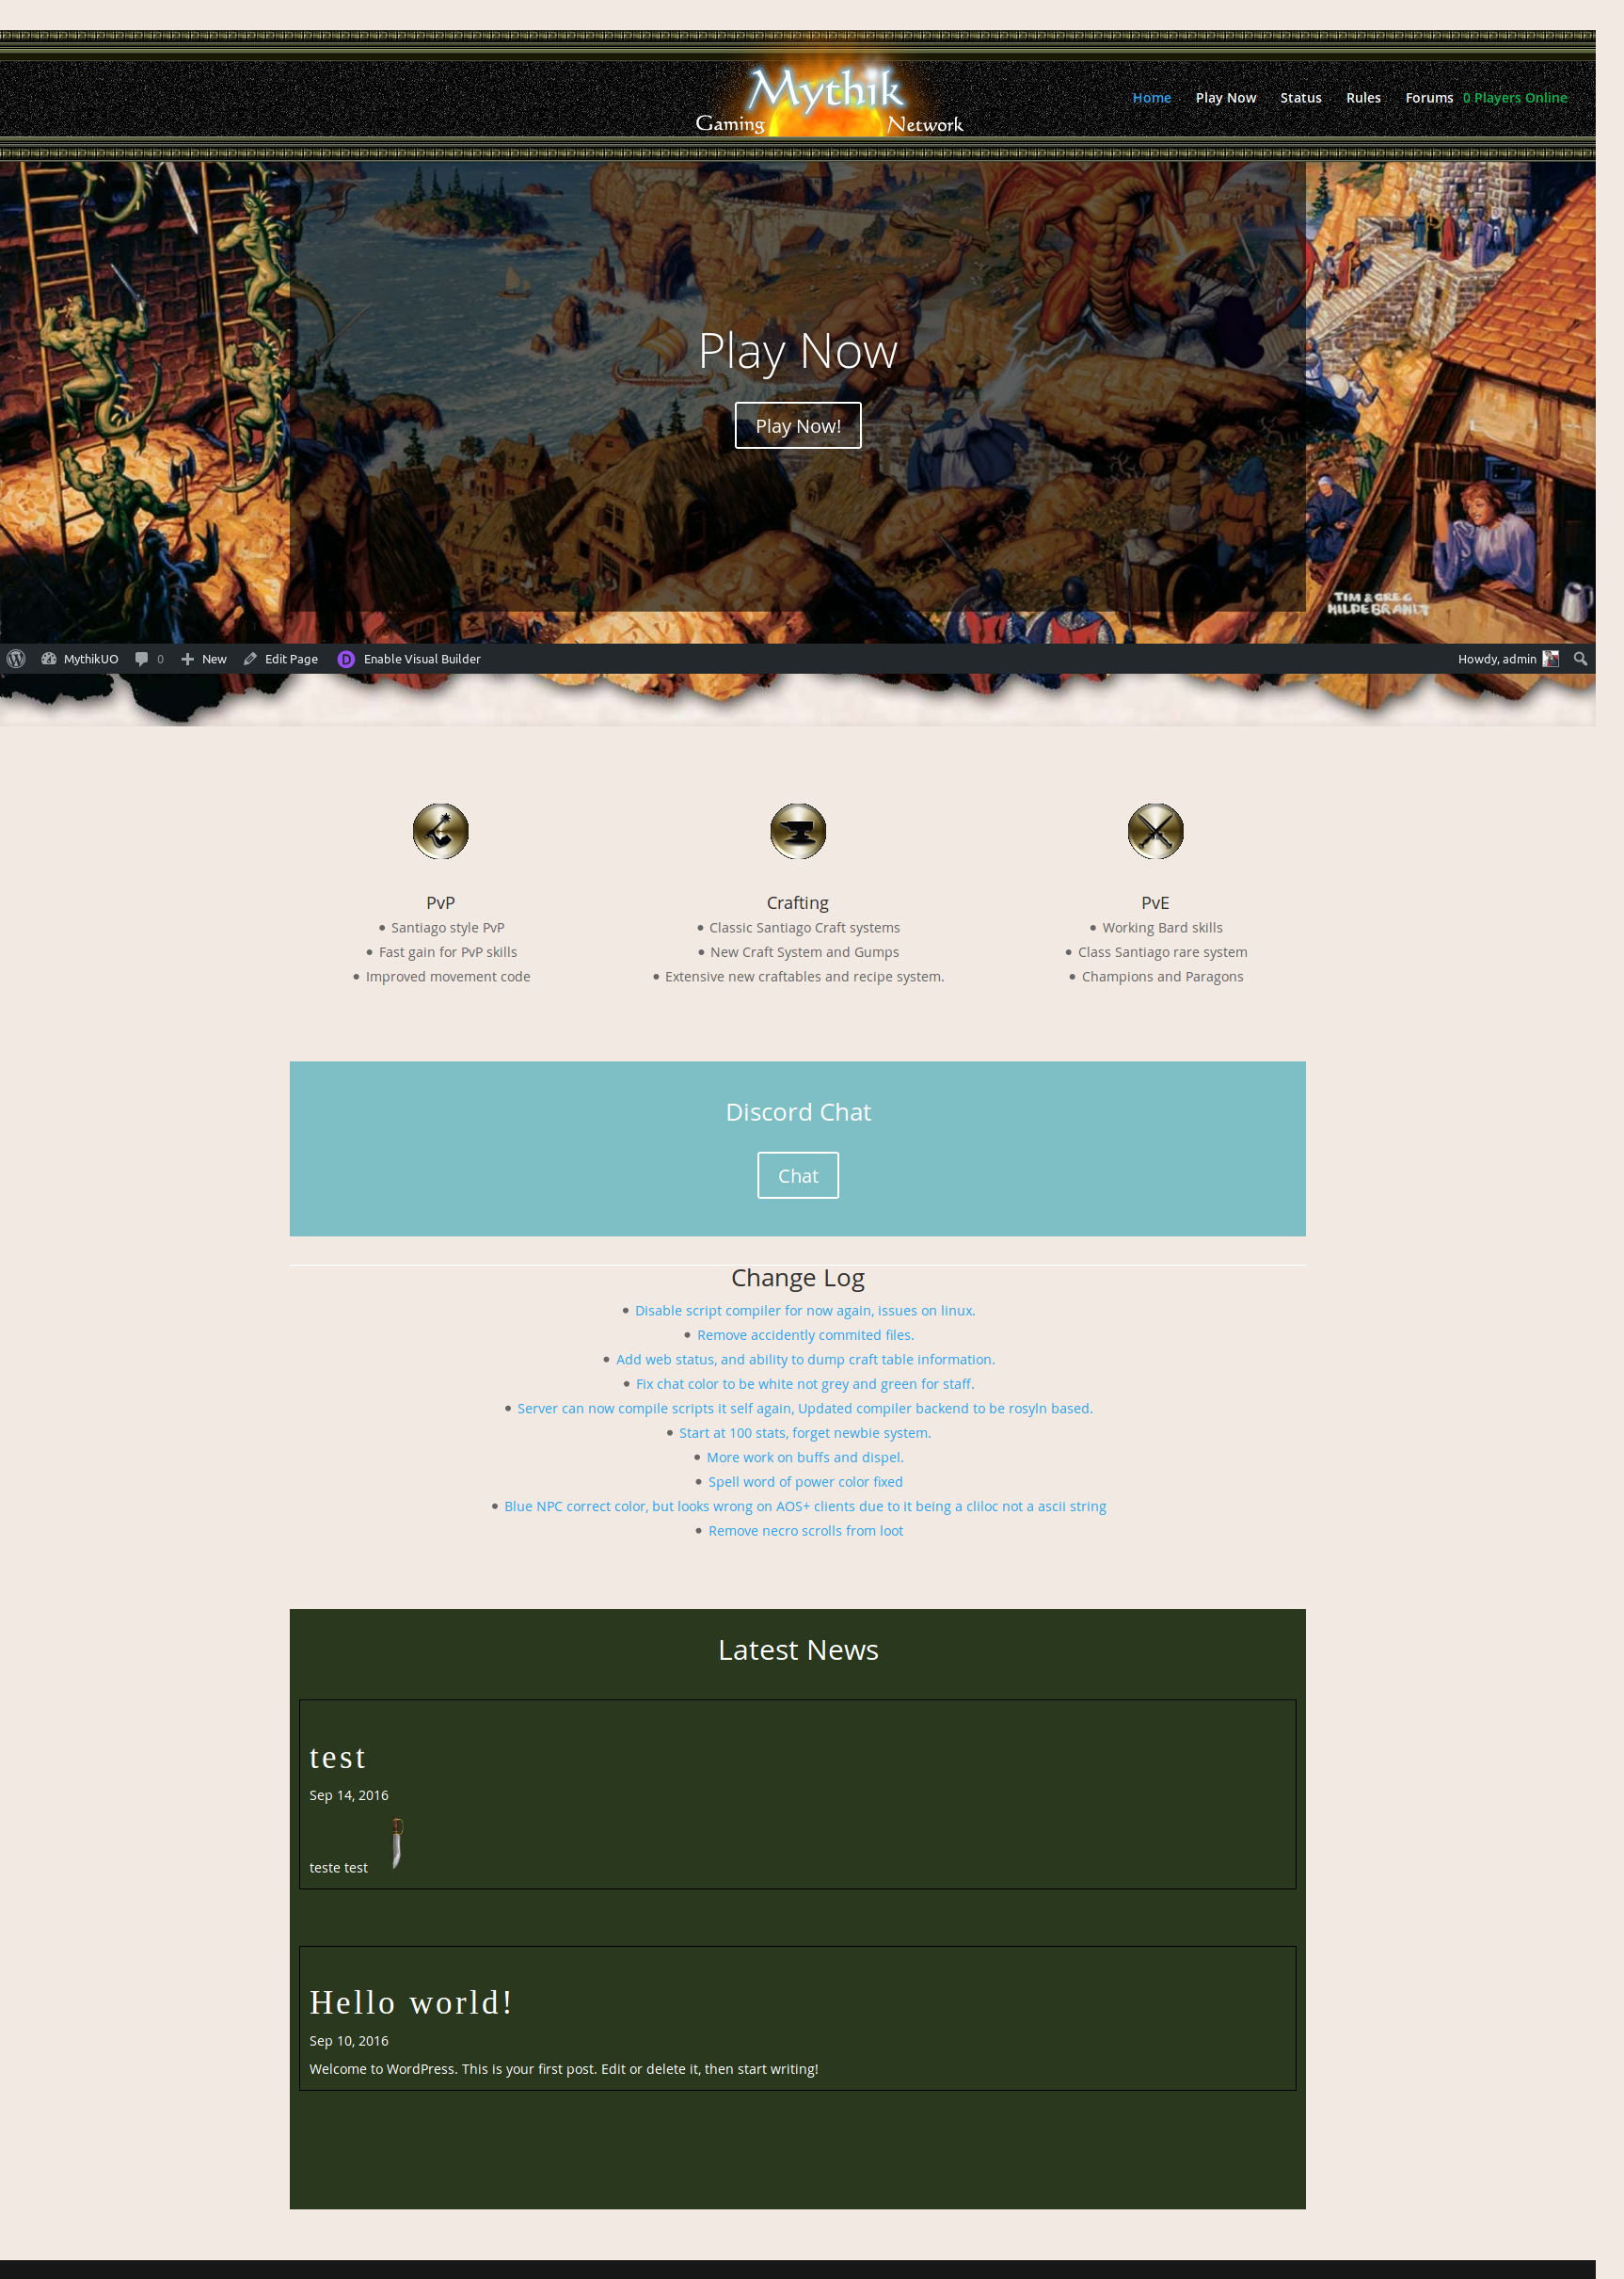 Mythik
Gaming Network
Home Play Now Status Rules Forums 0 Players Online
Play Now
Play Now!
TIM & GREG
HILDEBRANDT
MythikUO 0 New Edit Page D Enable Visual Builder Howdy, admin
PvP
• Santiago style PvP
• Fast gain for PvP skills
• Improved movement code
Crafting
• Classic Santiago Craft systems
• New Craft System and Gumps
• Extensive new craftables and recipe system.
PvE
• Working Bard skills
• Class Santiago rare system
• Champions and Paragons
Discord Chat
Chat
Change Log
• Disable script compiler for now again, issues on linux.
• Remove accidently commited files.
• Add web status, and ability to dump craft table information.
• Fix chat color to be white not grey and green for staff.
• Server can now compile scripts it self again, Updated compiler backend to be rosyln based.
• Start at 100 stats, forget newbie system.
• More work on buffs and dispel.
• Spell word of power color fixed
• Blue NPC correct color, but looks wrong on AOS+ clients due to it being a cliloc not a ascii string
• Remove necro scrolls from loot
Latest News
test
Sep 14, 2016
teste test
Hello world!
Sep 10, 2016
Welcome to WordPress. This is your first post. Edit or delete it, then start writing!